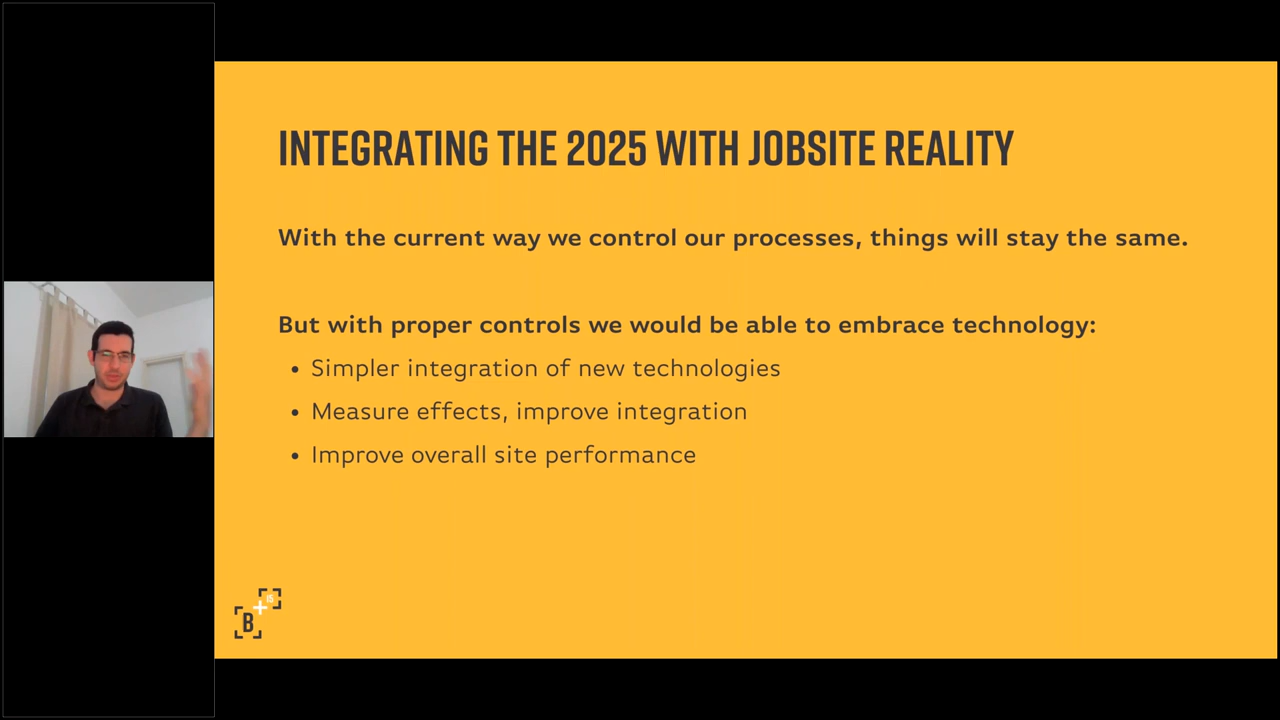 INTEGRATING THE 2025 WITH JOBSITE REALITY
With the current way we control our processes, things will stay the same.
But with proper controls we would be able to embrace technology:
• Simpler integration of new technologies
• Measure effects, improve integration
• Improve overall site performance
15
B+